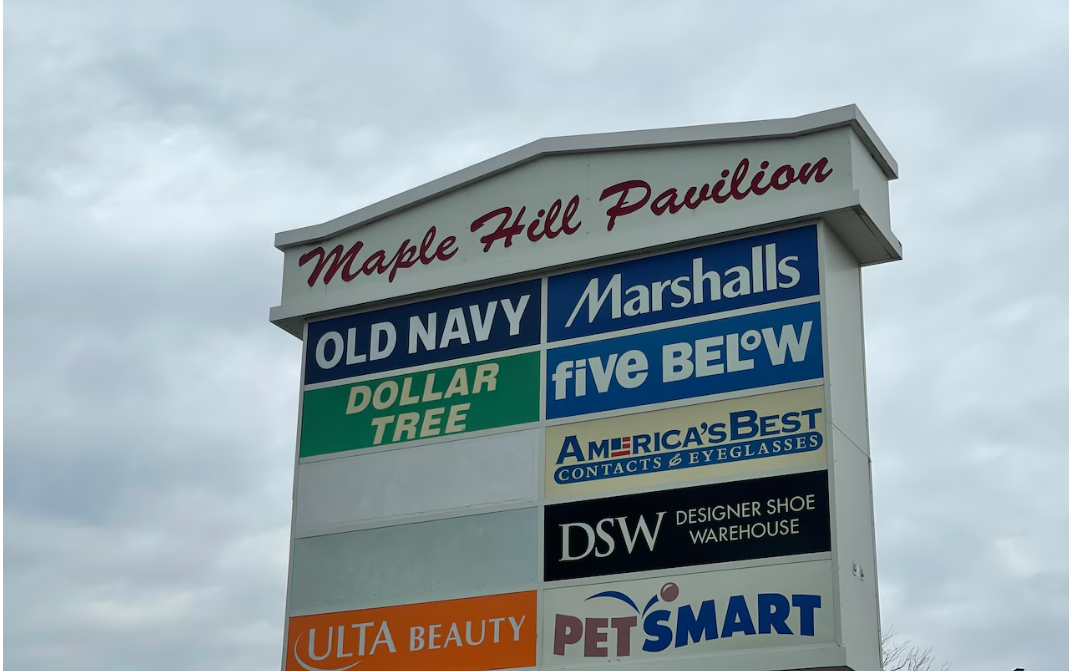 Maple Hill Pavilion
OLD NAVY
Marshalls
DOLLAR
TREE
fiVe BELoW
AMERICA'S BEST
CONTACTS & EYEGLASSES
DSW
DESIGNER SHOE
WAREHOUSE
ULTA BEAUTY
PETSMART